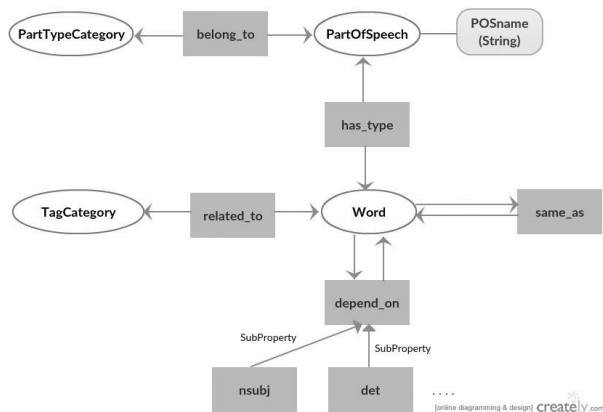 PartTypeCategory
belong_to
PartOfSpeech
POSname
(String)
has_type
TagCategory
related_to
Word
same_as
depend_on
SubProperty
SubProperty
nsubj
det
....
[online diagramming & design] creately.com